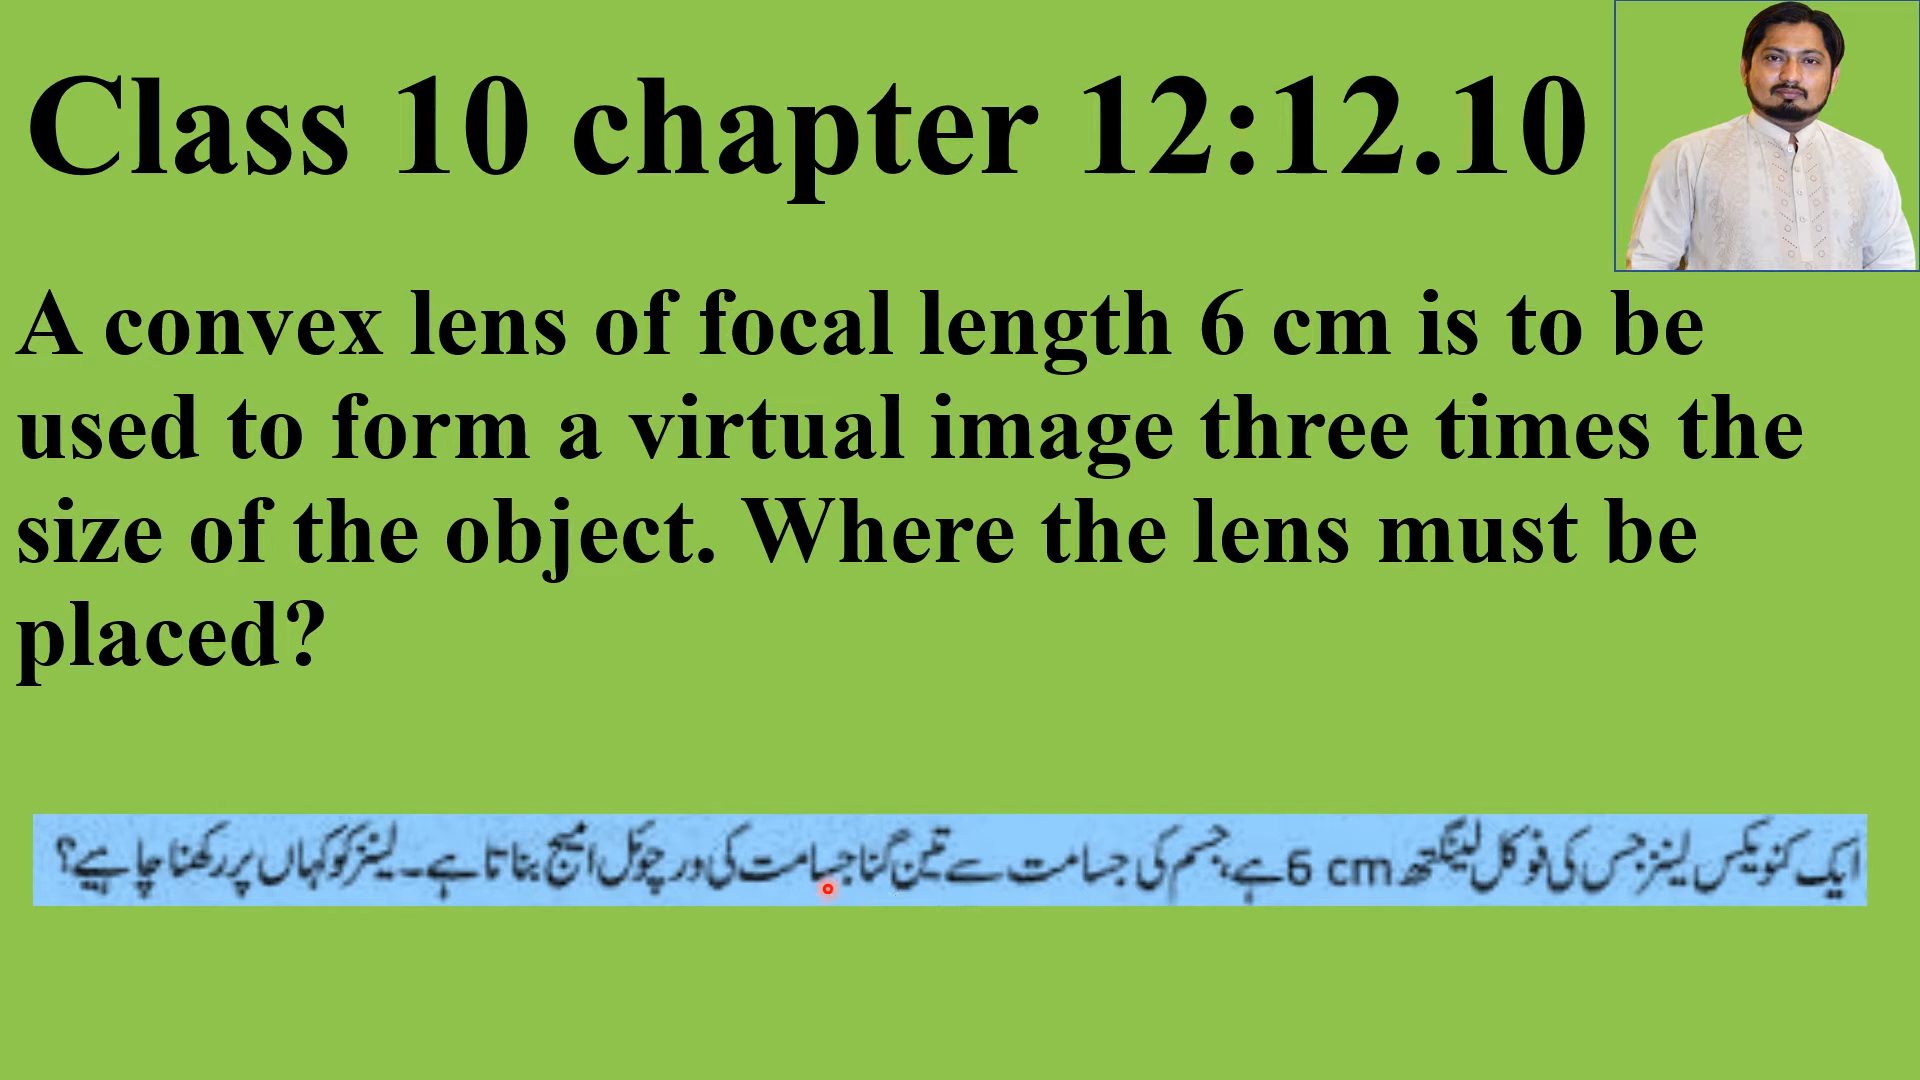 Class 10 chapter 12:12.10
A convex lens of focal length 6 cm is to be
used to form a virtual image three times the
size of the object. Where the lens must be
placed?
ایک کنویکس لینز جس کی فوکل لینگتھ 6 cm ہے، جسم کی جسامت سے تین گنا جسامت کی ورچوئل امیج بناتا ہے۔ لینز کو کہاں پر رکھنا چاہیے؟